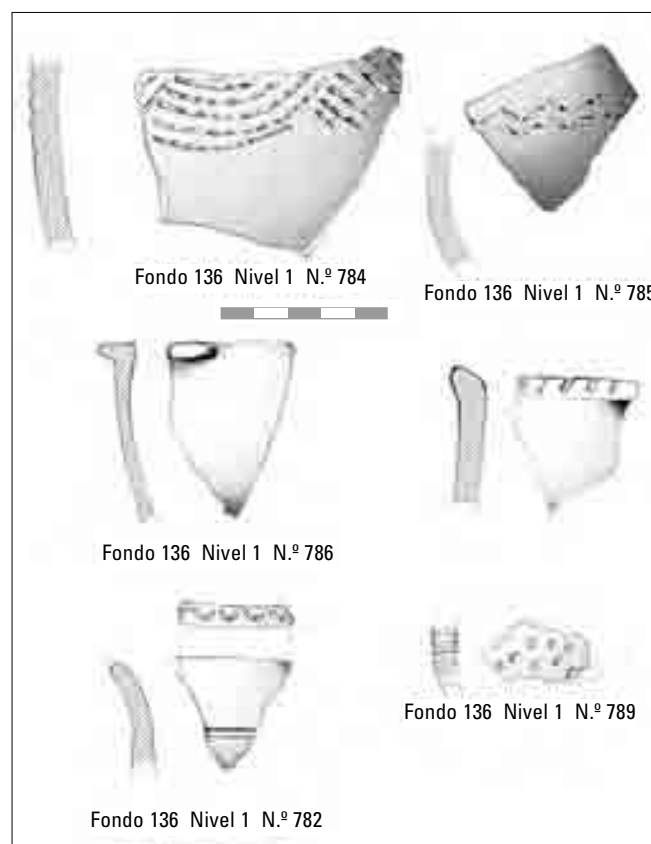 Fondo 136 Nivel 1 N.º 784
Fondo 136 Nivel 1 N.º 785
Fondo 136 Nivel 1 N.º 786
Fondo 136 Nivel 1 N.º 789
Fondo 136 Nivel 1 N.º 782